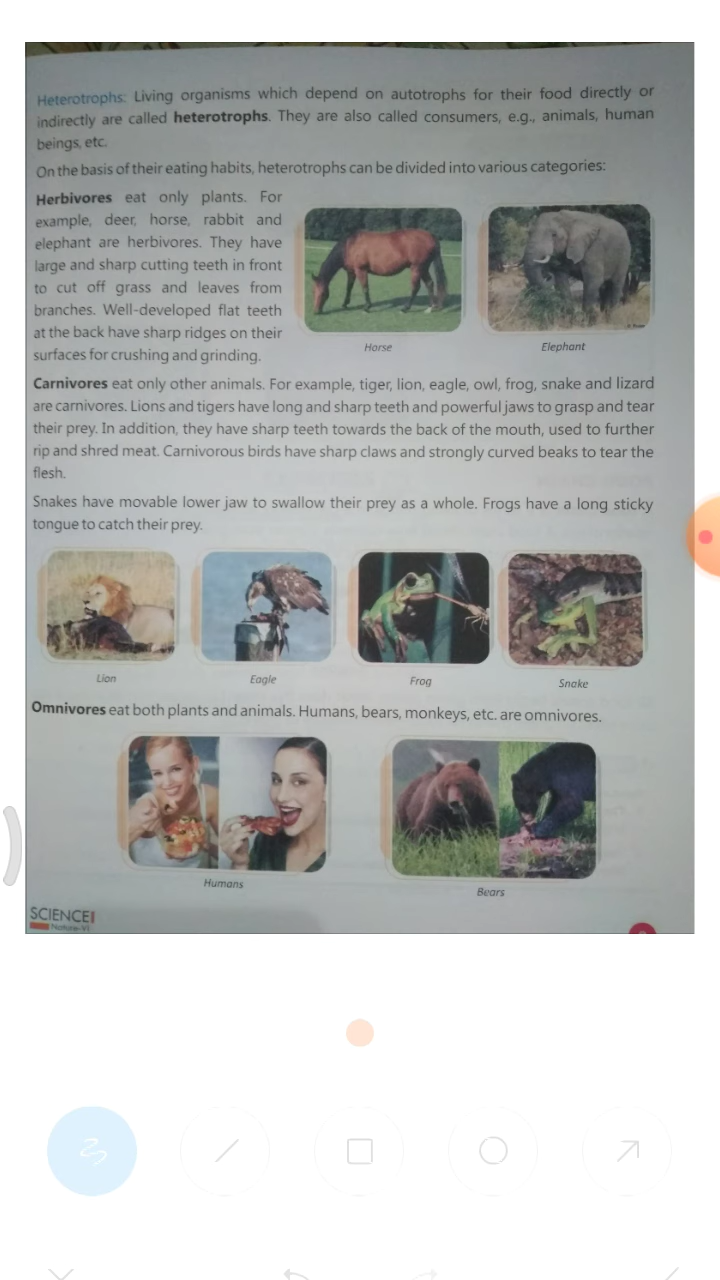 Heterotrophs: Living organisms which depend on autotrophs for their food directly or
indirectly are called heterotrophs. They are also called consumers, e.g., animals, human
beings, etc.
On the basis of their eating habits, heterotrophs can be divided into various categories:
Herbivores eat only plants. For
example, deer, horse, rabbit and
elephant are herbivores. They have
large and sharp cutting teeth in front
to cut off grass and leaves from
branches. Well-developed flat teeth
at the back have sharp ridges on their
surfaces for crushing and grinding.
Horse
Elephant
Carnivores eat only other animals. For example, tiger, lion, eagle, owl, frog, snake and lizard
are carnivores. Lions and tigers have long and sharp teeth and powerful jaws to grasp and tear
their prey. In addition, they have sharp teeth towards the back of the mouth, used to further
rip and shred meat. Carnivorous birds have sharp claws and strongly curved beaks to tear the
flesh.
Snakes have movable lower jaw to swallow their prey as a whole. Frogs have a long sticky
tongue to catch their prey.
Lion
Eagle
Frog
Snake
Omnivores eat both plants and animals. Humans, bears, monkeys, etc. are omnivores.
Humans
Bears
SCIENCE
Nature-VI